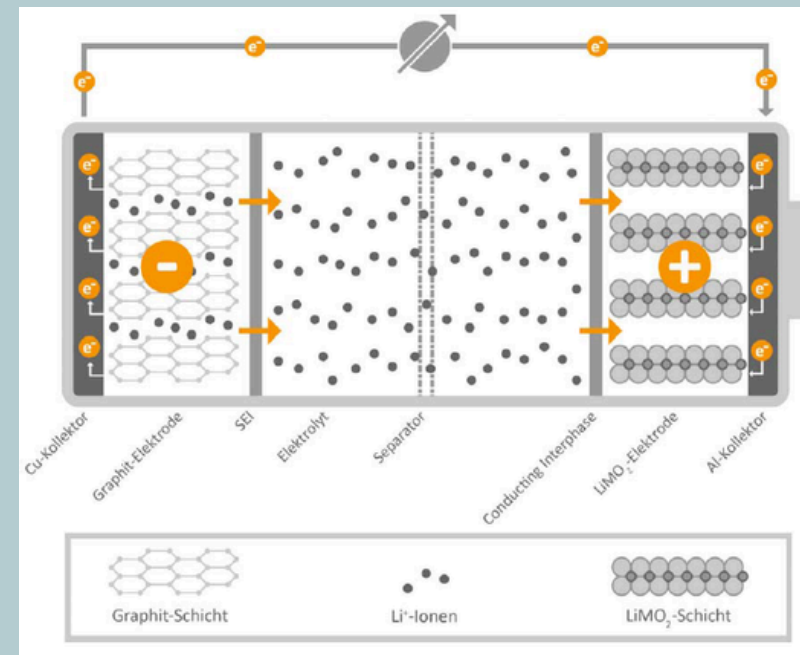 e⁻ e⁻
e⁻ e⁻
e⁻ e⁻
e⁻ e⁻
- +
e⁻ e⁻
e⁻ e⁻
Cu-Kollektor
Graphit-Elektrode
SEI
Elektrolyt
Separator
Conducting Interphase
LiMO₂-Elektrode
Al-Kollektor
Graphit-Schicht
Li⁺-Ionen
LiMO₂-Schicht